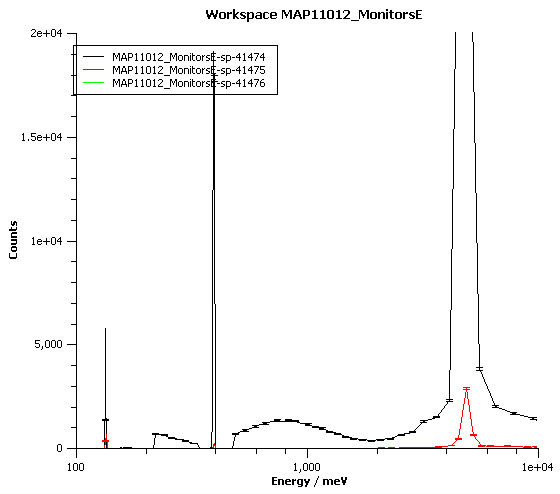 Workspace MAP11012_MonitorsE
2e+04
MAP11012_MonitorsE-sp-41474
MAP11012_MonitorsE-sp-41475
MAP11012_MonitorsE-sp-41476
1.5e+04
1e+04
Counts
5,000
0
100
1,000
1e+04
Energy / meV